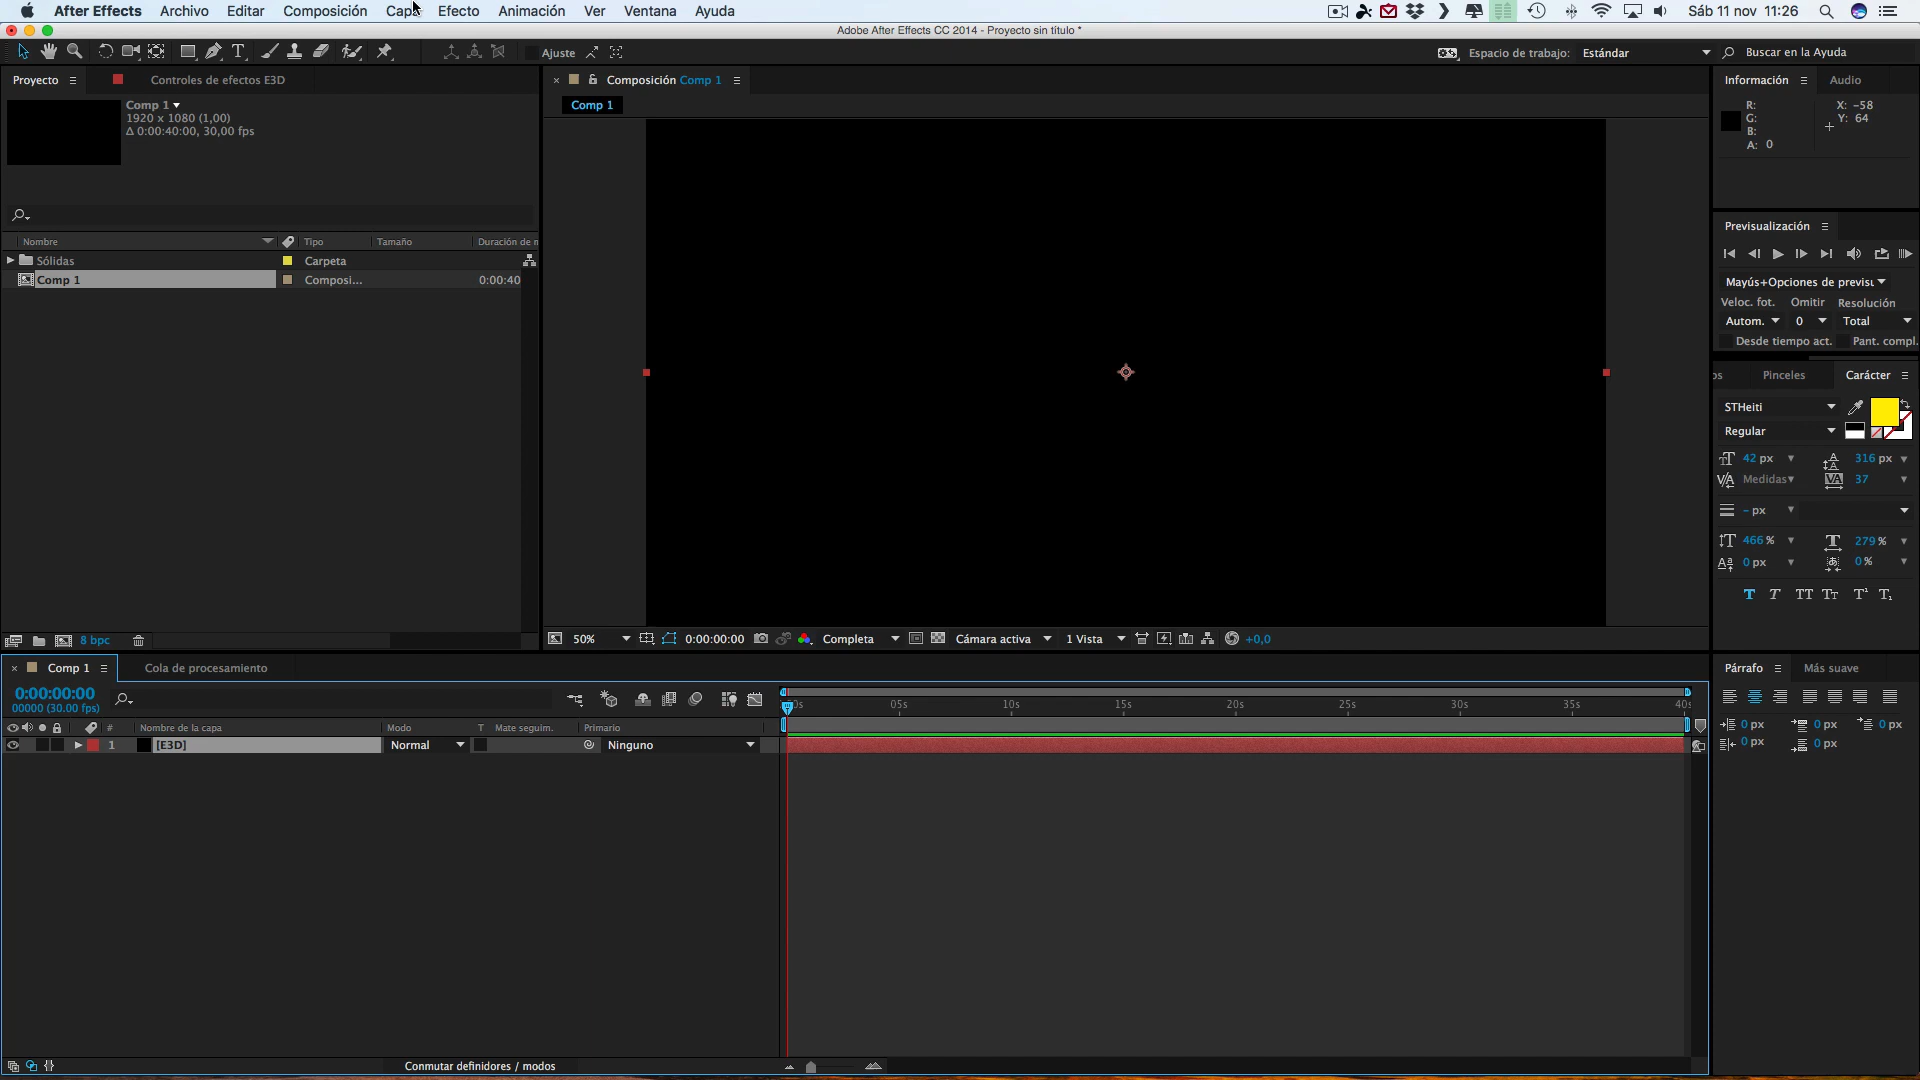 After Effects Archivo Editar Composición Capa Efecto Animación Ver Ventana Ayuda Sáb 11 nov 11:26
Adobe After Effects CC 2014 - Proyecto sin título *
Ajuste Espacio de trabajo: Estándar Buscar en la Ayuda
Proyecto Controles de efectos E3D
Composición Comp 1
Información Audio
Comp 1
1920 x 1080 (1,00)
Δ 0:00:40:00, 30,00 fps
Comp 1
R: X: -58
G: Y: 64
B:
A: 0
Previsualización
Nombre Tipo Tamaño Duración de
Sólidas Carpeta
Comp 1 Composi... 0:00:40
Mayús+Opciones de previsu
Veloc. fot. Omitir Resolución
Autom. 0 Total
Desde tiempo act. Pant. compl.
os Pinceles Carácter
STHeiti
Regular
42 px 316 px
Medidas 37
- px
466 % 279 %
0 px 0 %
T T TT Tт T¹ T₁
8 bpc
50% 0:00:00:00 Completa Cámara activa 1 Vista +0,0
Comp 1 Cola de procesamiento
Párrafo Más suave
0:00:00:00
00000 (30.00 fps)
0s 05s 10s 15s 20s 25s 30s 35s 40s
# Nombre de la capa Modo T Mate seguim. Primario
1 [E3D] Normal Ninguno
0 px 0 px 0 px
0 px 0 px
Conmutar definidores / modos